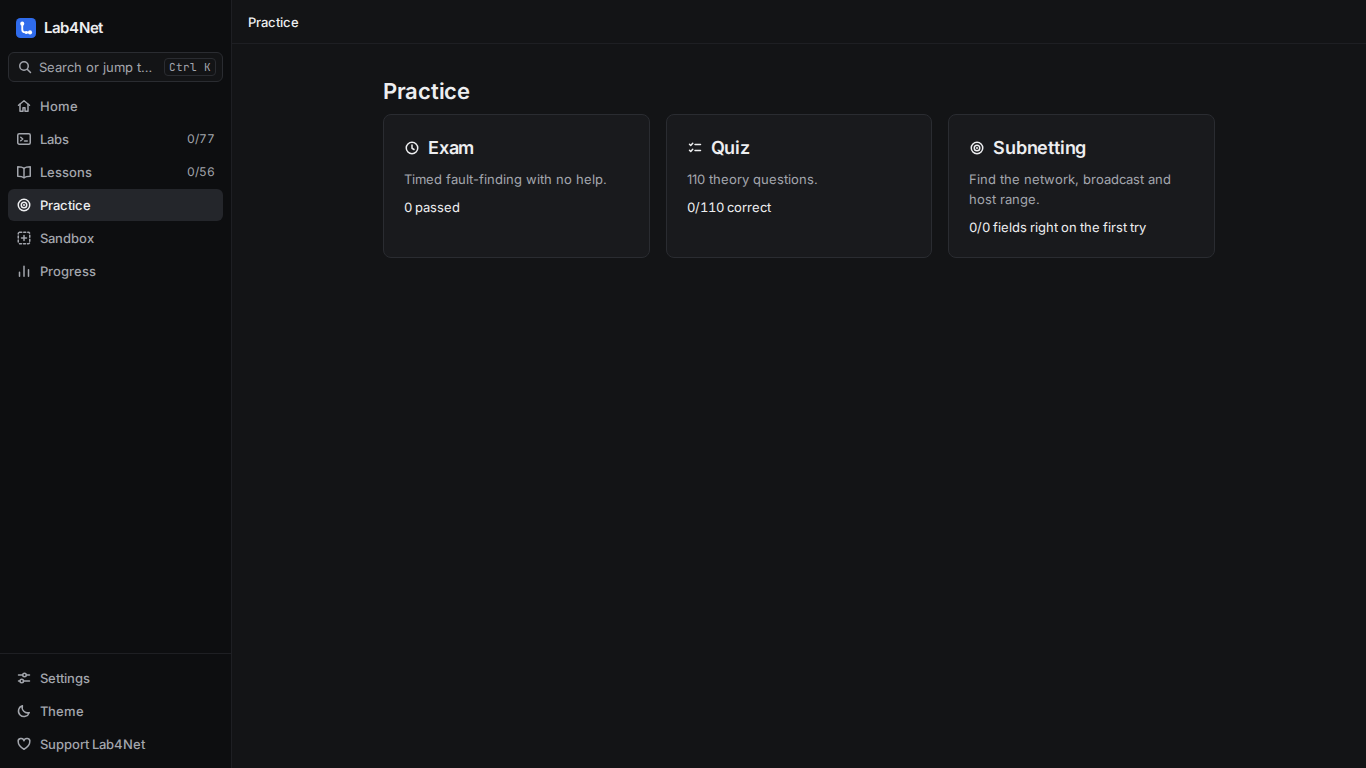 Lab4Net
Search or jump t... Ctrl K
Home
Labs 0/77
Lessons 0/56
Practice
Sandbox
Progress
Settings
Theme
Support Lab4Net
Practice
Practice
Exam
Timed fault-finding with no help.
0 passed
Quiz
110 theory questions.
0/110 correct
Subnetting
Find the network, broadcast and
host range.
0/0 fields right on the first try